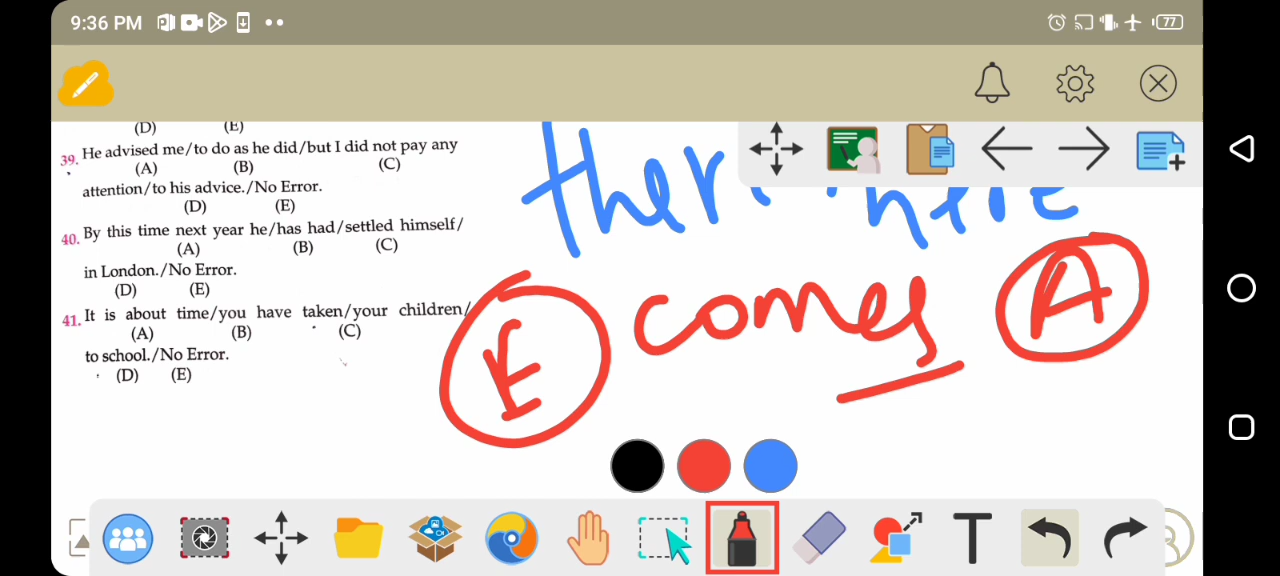 9:36 PM
77
(D) (E)
39. He advised me/to do as he did/but I did not pay any
(A) (B) (C)
attention/to his advice./No Error.
(D) (E)
40. By this time next year he/has had/settled himself/
(A) (B) (C)
in London./No Error.
(D) (E)
41. It is about time/you have taken/your children/
(A) (B) (C)
to school./No Error.
(D) (E)
here
E comes A
T